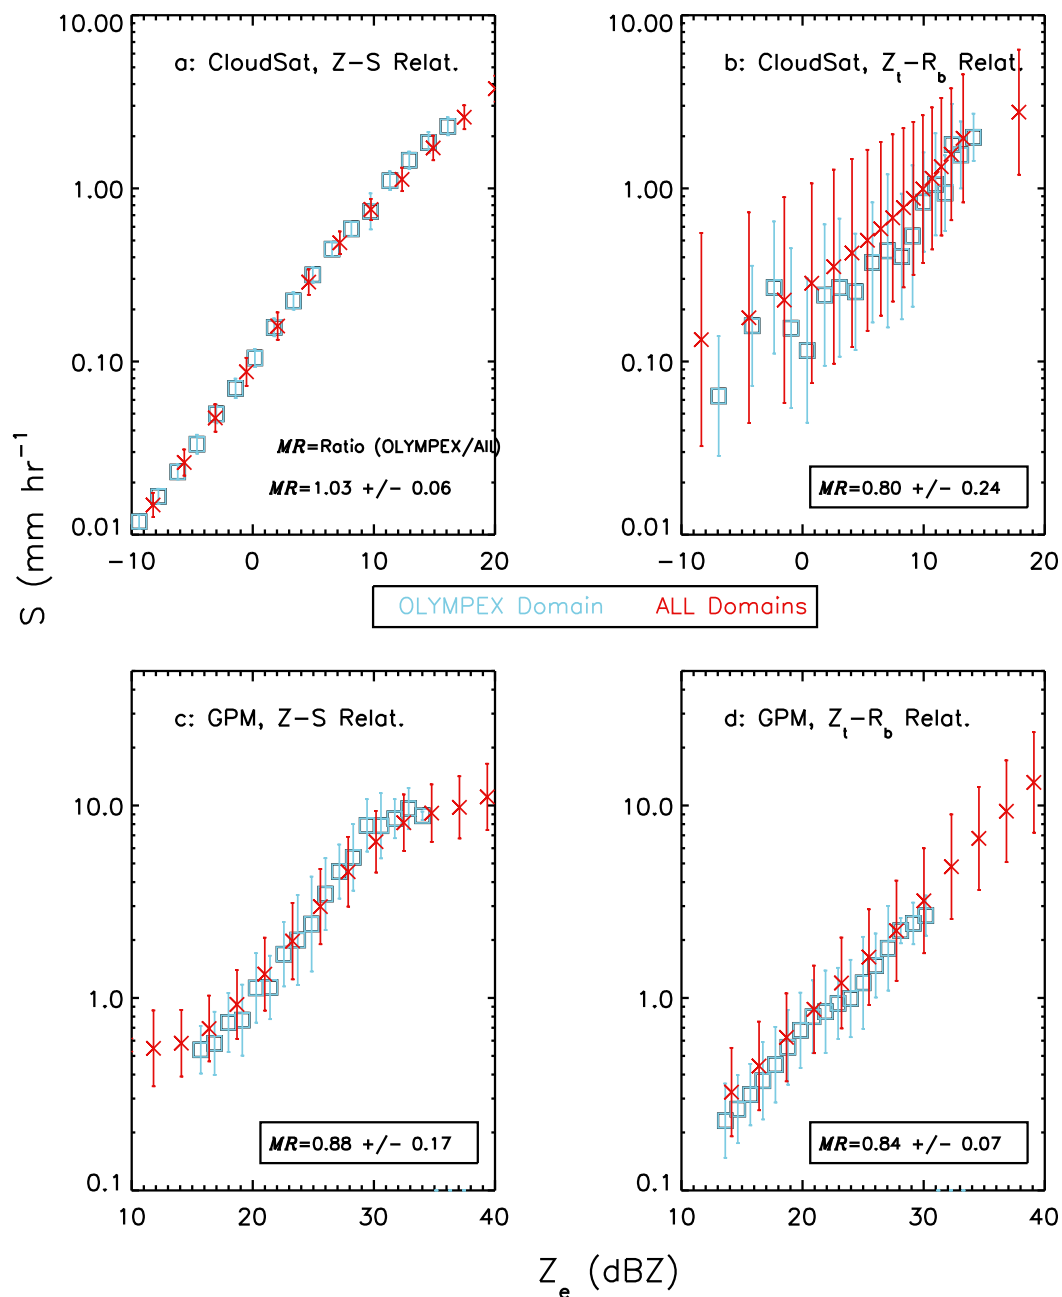 10.00
1.00
0.10
0.01
−10 0 10 20
a: CloudSat, Z−S Relat.
MR=Ratio (OLYMPEX/All)
MR=1.03 +/− 0.06
10.00
1.00
0.10
0.01
−10 0 10 20
b: CloudSat, Zt−Rb Relat.
MR=0.80 +/− 0.24
S (mm hr−1)
OLYMPEX Domain ALL Domains
10.0
1.0
0.1
10 20 30 40
c: GPM, Z−S Relat.
MR=0.88 +/− 0.17
10.0
1.0
0.1
10 20 30 40
d: GPM, Zt−Rb Relat.
MR=0.84 +/− 0.07
Ze (dBZ)